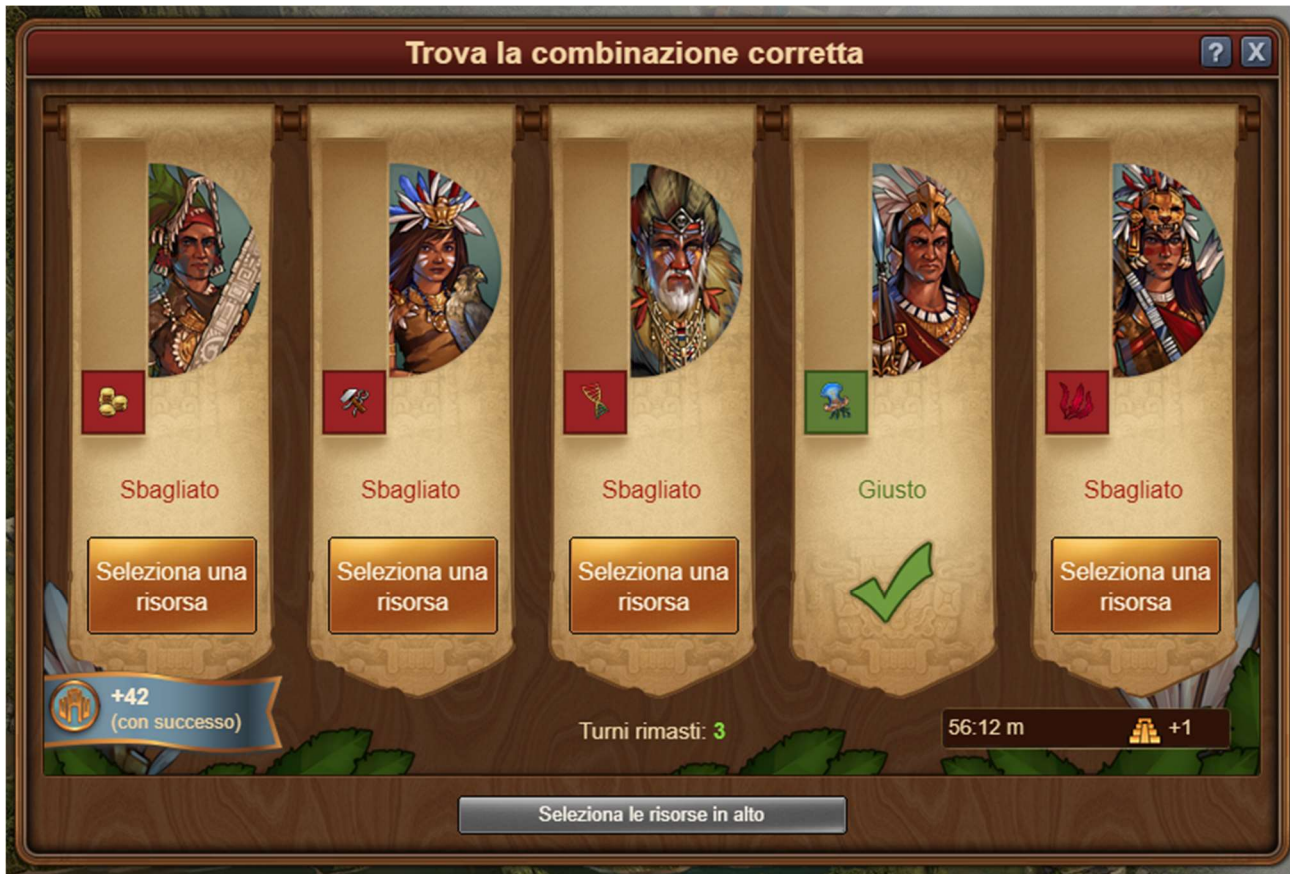 Trova la combinazione corretta
? X
Sbagliato
Sbagliato
Sbagliato
Giusto
Sbagliato
Seleziona una
risorsa
Seleziona una
risorsa
Seleziona una
risorsa
Seleziona una
risorsa
+42
(con successo)
Turni rimasti: 3
56:12 m
+1
Seleziona le risorse in alto